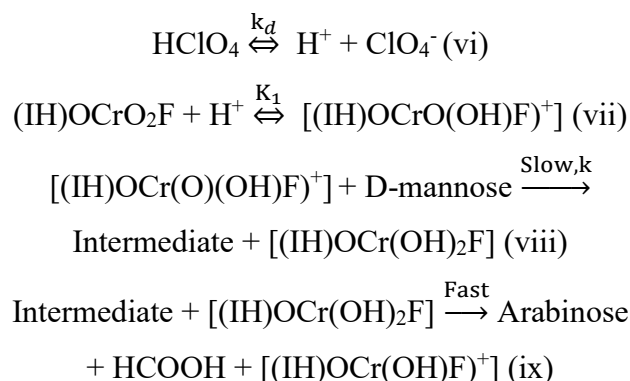 k_d
HClO₄ ⇔ H⁺ + ClO₄⁻ (vi)
K₁
(IH)OCrO₂F + H⁺ ⇔ [(IH)OCrO(OH)F)⁺] (vii)
Slow,k
[(IH)OCr(O)(OH)F)⁺] + D-mannose ⟶
Intermediate + [(IH)OCr(OH)₂F] (viii)
Fast
Intermediate + [(IH)OCr(OH)₂F] ⟶ Arabinose
+ HCOOH + [(IH)OCr(OH)F)⁺] (ix)